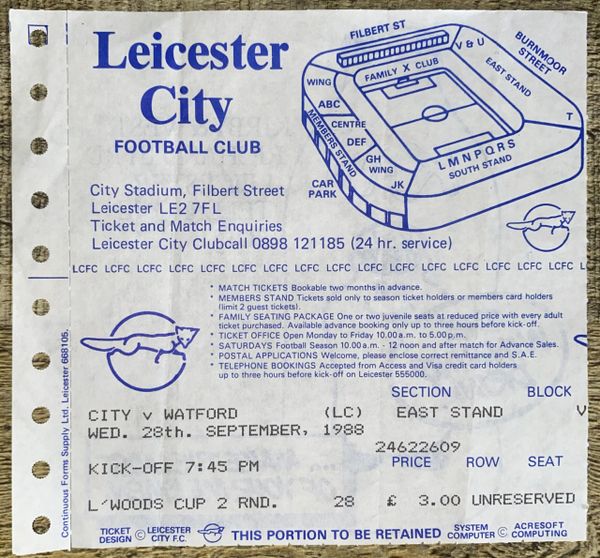 Leicester
City
FOOTBALL CLUB
City Stadium, Filbert Street
Leicester LE2 7FL
Ticket and Match Enquiries
Leicester City Clubcall 0898 121185 (24 hr. service)
FILBERT ST
BURNMOOR
STREET
V & U
FAMILY X CLUB
EAST STAND
WING
ABC
CENTRE
DEF
GH
WING
JK
MEMBERS STAND
T
L M N P Q R S
SOUTH STAND
CAR
PARK
LCFC LCFC LCFC LCFC LCFC LCFC LCFC LCFC LCFC LCFC LCFC LCFC LCFC LCFC LCFC LCFC
* MATCH TICKETS Bookable two months in advance.
* MEMBERS STAND Tickets sold only to season ticket holders or members card holders
(limit 2 guest tickets).
* FAMILY SEATING PACKAGE One or two juvenile seats at reduced price with every adult
ticket purchased. Available advance booking only up to three hours before kick-off.
* TICKET OFFICE Open Monday to Friday 10.00a.m. to 5.00p.m.
* SATURDAYS Football Season 10.00a.m. - 12 noon and after match for Advance Sales.
* POSTAL APPLICATIONS Welcome, please enclose correct remittance and S.A.E.
* TELEPHONE BOOKINGS Accepted from Access and Visa credit card holders
up to three hours before kick-off on Leicester 555000.
SECTION BLOCK
CITY v WATFORD (LC) EAST STAND V
WED. 28th. SEPTEMBER, 1988
24622609
KICK-OFF 7:45 PM PRICE ROW SEAT
L'WOODS CUP 2 RND. 28 £ 3.00 UNRESERVED
TICKET DESIGN © LEICESTER CITY F.C. THIS PORTION TO BE RETAINED SYSTEM COMPUTER © ACRESOFT COMPUTING
Continuous Forms Supply Ltd. Leicester 668105.